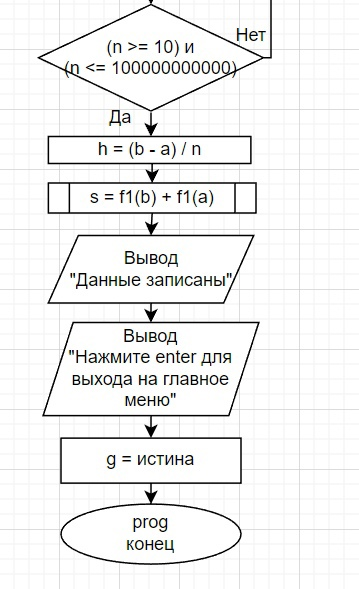 Нет
(n >= 10) и
(n <= 100000000000)
Да
h = (b - a) / n
s = f1(b) + f1(a)
Вывод
"Данные записаны"
Вывод
"Нажмите enter для
выхода на главное
меню"
g = истина
prog
конец